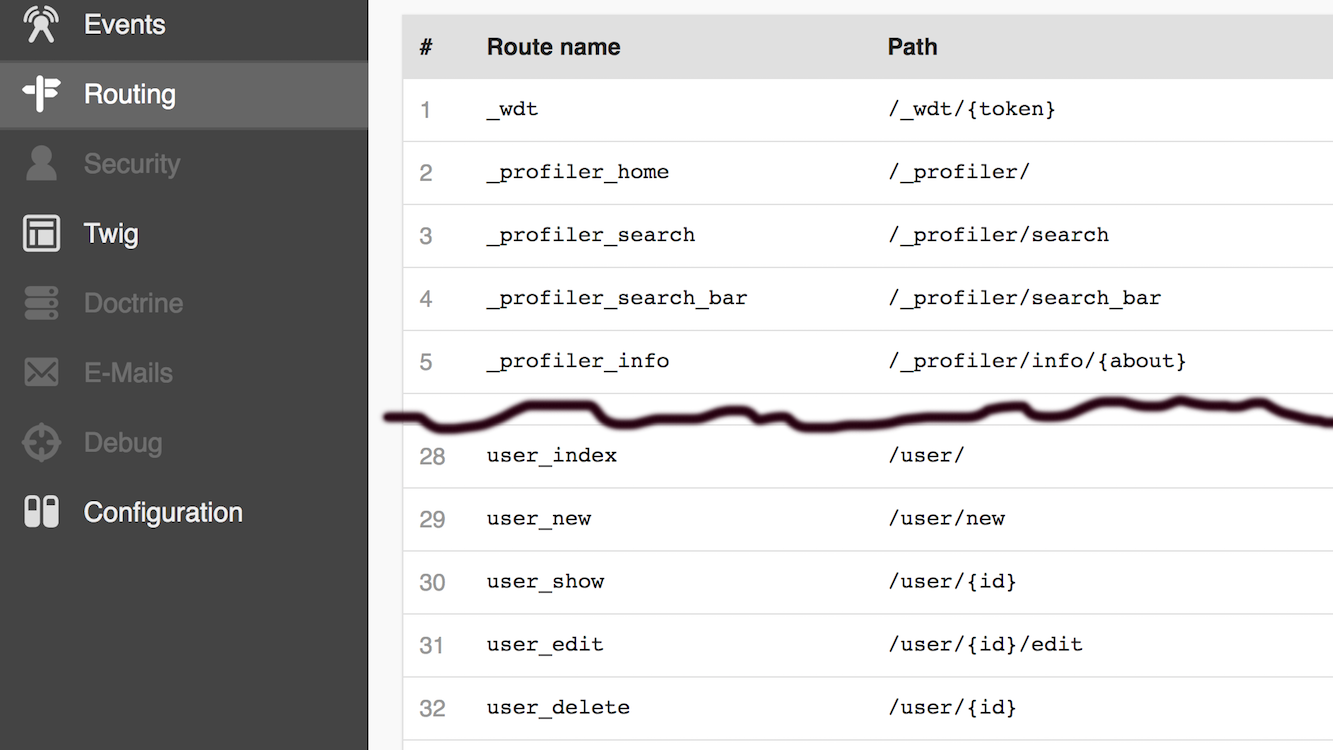 Events
Routing
Security
Twig
Doctrine
E-Mails
Debug
Configuration
# Route name Path
1 _wdt /_wdt/{token}
2 _profiler_home /_profiler/
3 _profiler_search /_profiler/search
4 _profiler_search_bar /_profiler/search_bar
5 _profiler_info /_profiler/info/{about}
28 user_index /user/
29 user_new /user/new
30 user_show /user/{id}
31 user_edit /user/{id}/edit
32 user_delete /user/{id}